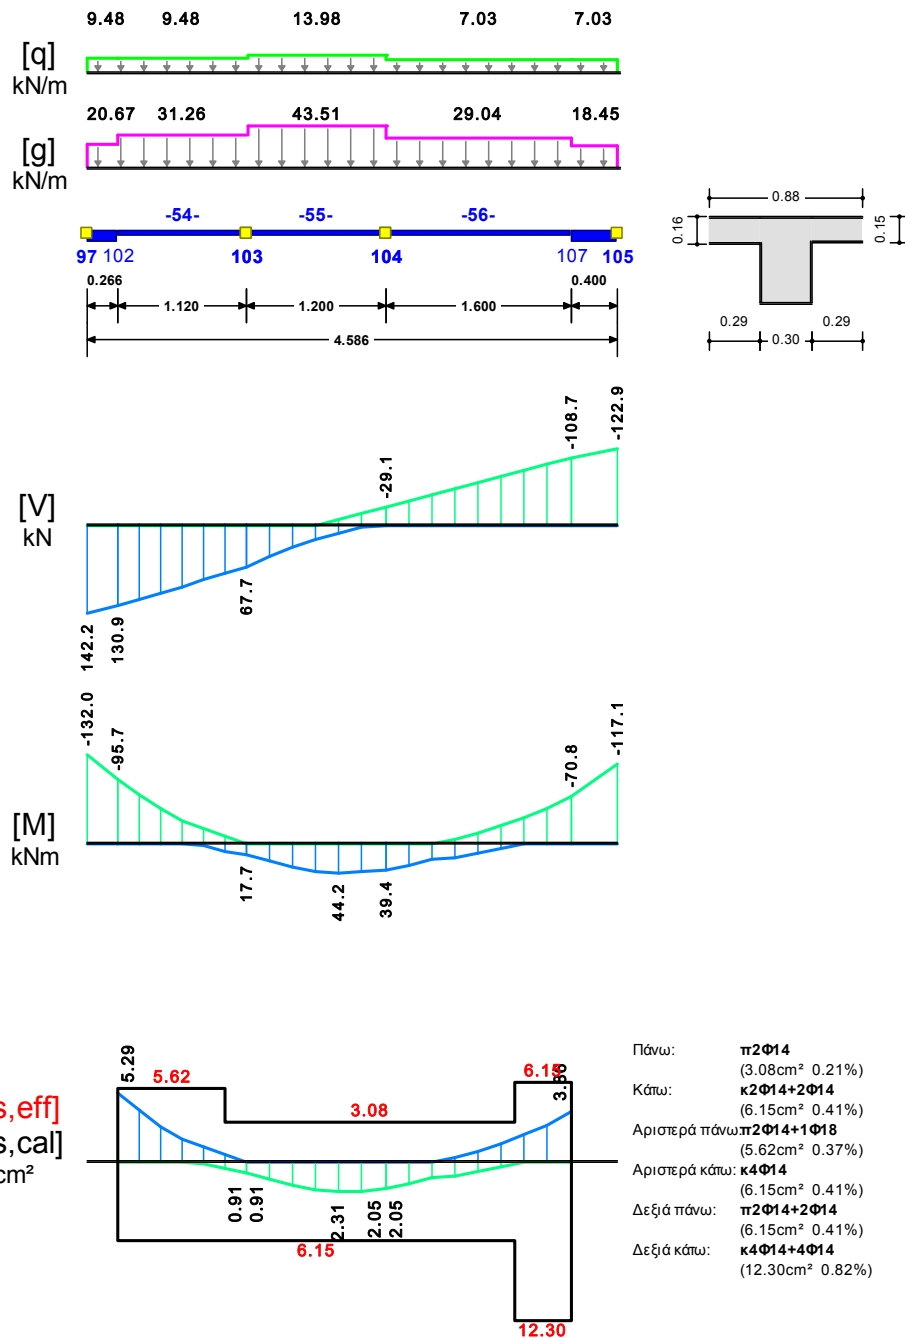 9.48 9.48 13.98 7.03 7.03
[q]
kN/m
20.67 31.26 43.51 29.04 18.45
[g]
kN/m
-54- -55- -56-
97 102 103 104 107 105
0.266 1.120 1.200 1.600 0.400
4.586
0.88
0.16 0.15
0.29 0.30 0.29
[V]
kN
142.2 130.9 67.7 -29.1 -108.7 -122.9
[M]
kNm
-132.0 -95.7 17.7 44.2 39.4 -70.8 -117.1
s,eff]
s,cal]
cm²
5.29 5.62 3.08 6.15
0.91 0.91 2.31 2.05 2.05
6.15
12.30
Πάνω: π2Φ14
(3.08cm² 0.21%)
Κάτω: κ2Φ14+2Φ14
(6.15cm² 0.41%)
Αριστερά πάνω: π2Φ14+1Φ18
(5.62cm² 0.37%)
Αριστερά κάτω: κ4Φ14
(6.15cm² 0.41%)
Δεξιά πάνω: π2Φ14+2Φ14
(6.15cm² 0.41%)
Δεξιά κάτω: κ4Φ14+4Φ14
(12.30cm² 0.82%)